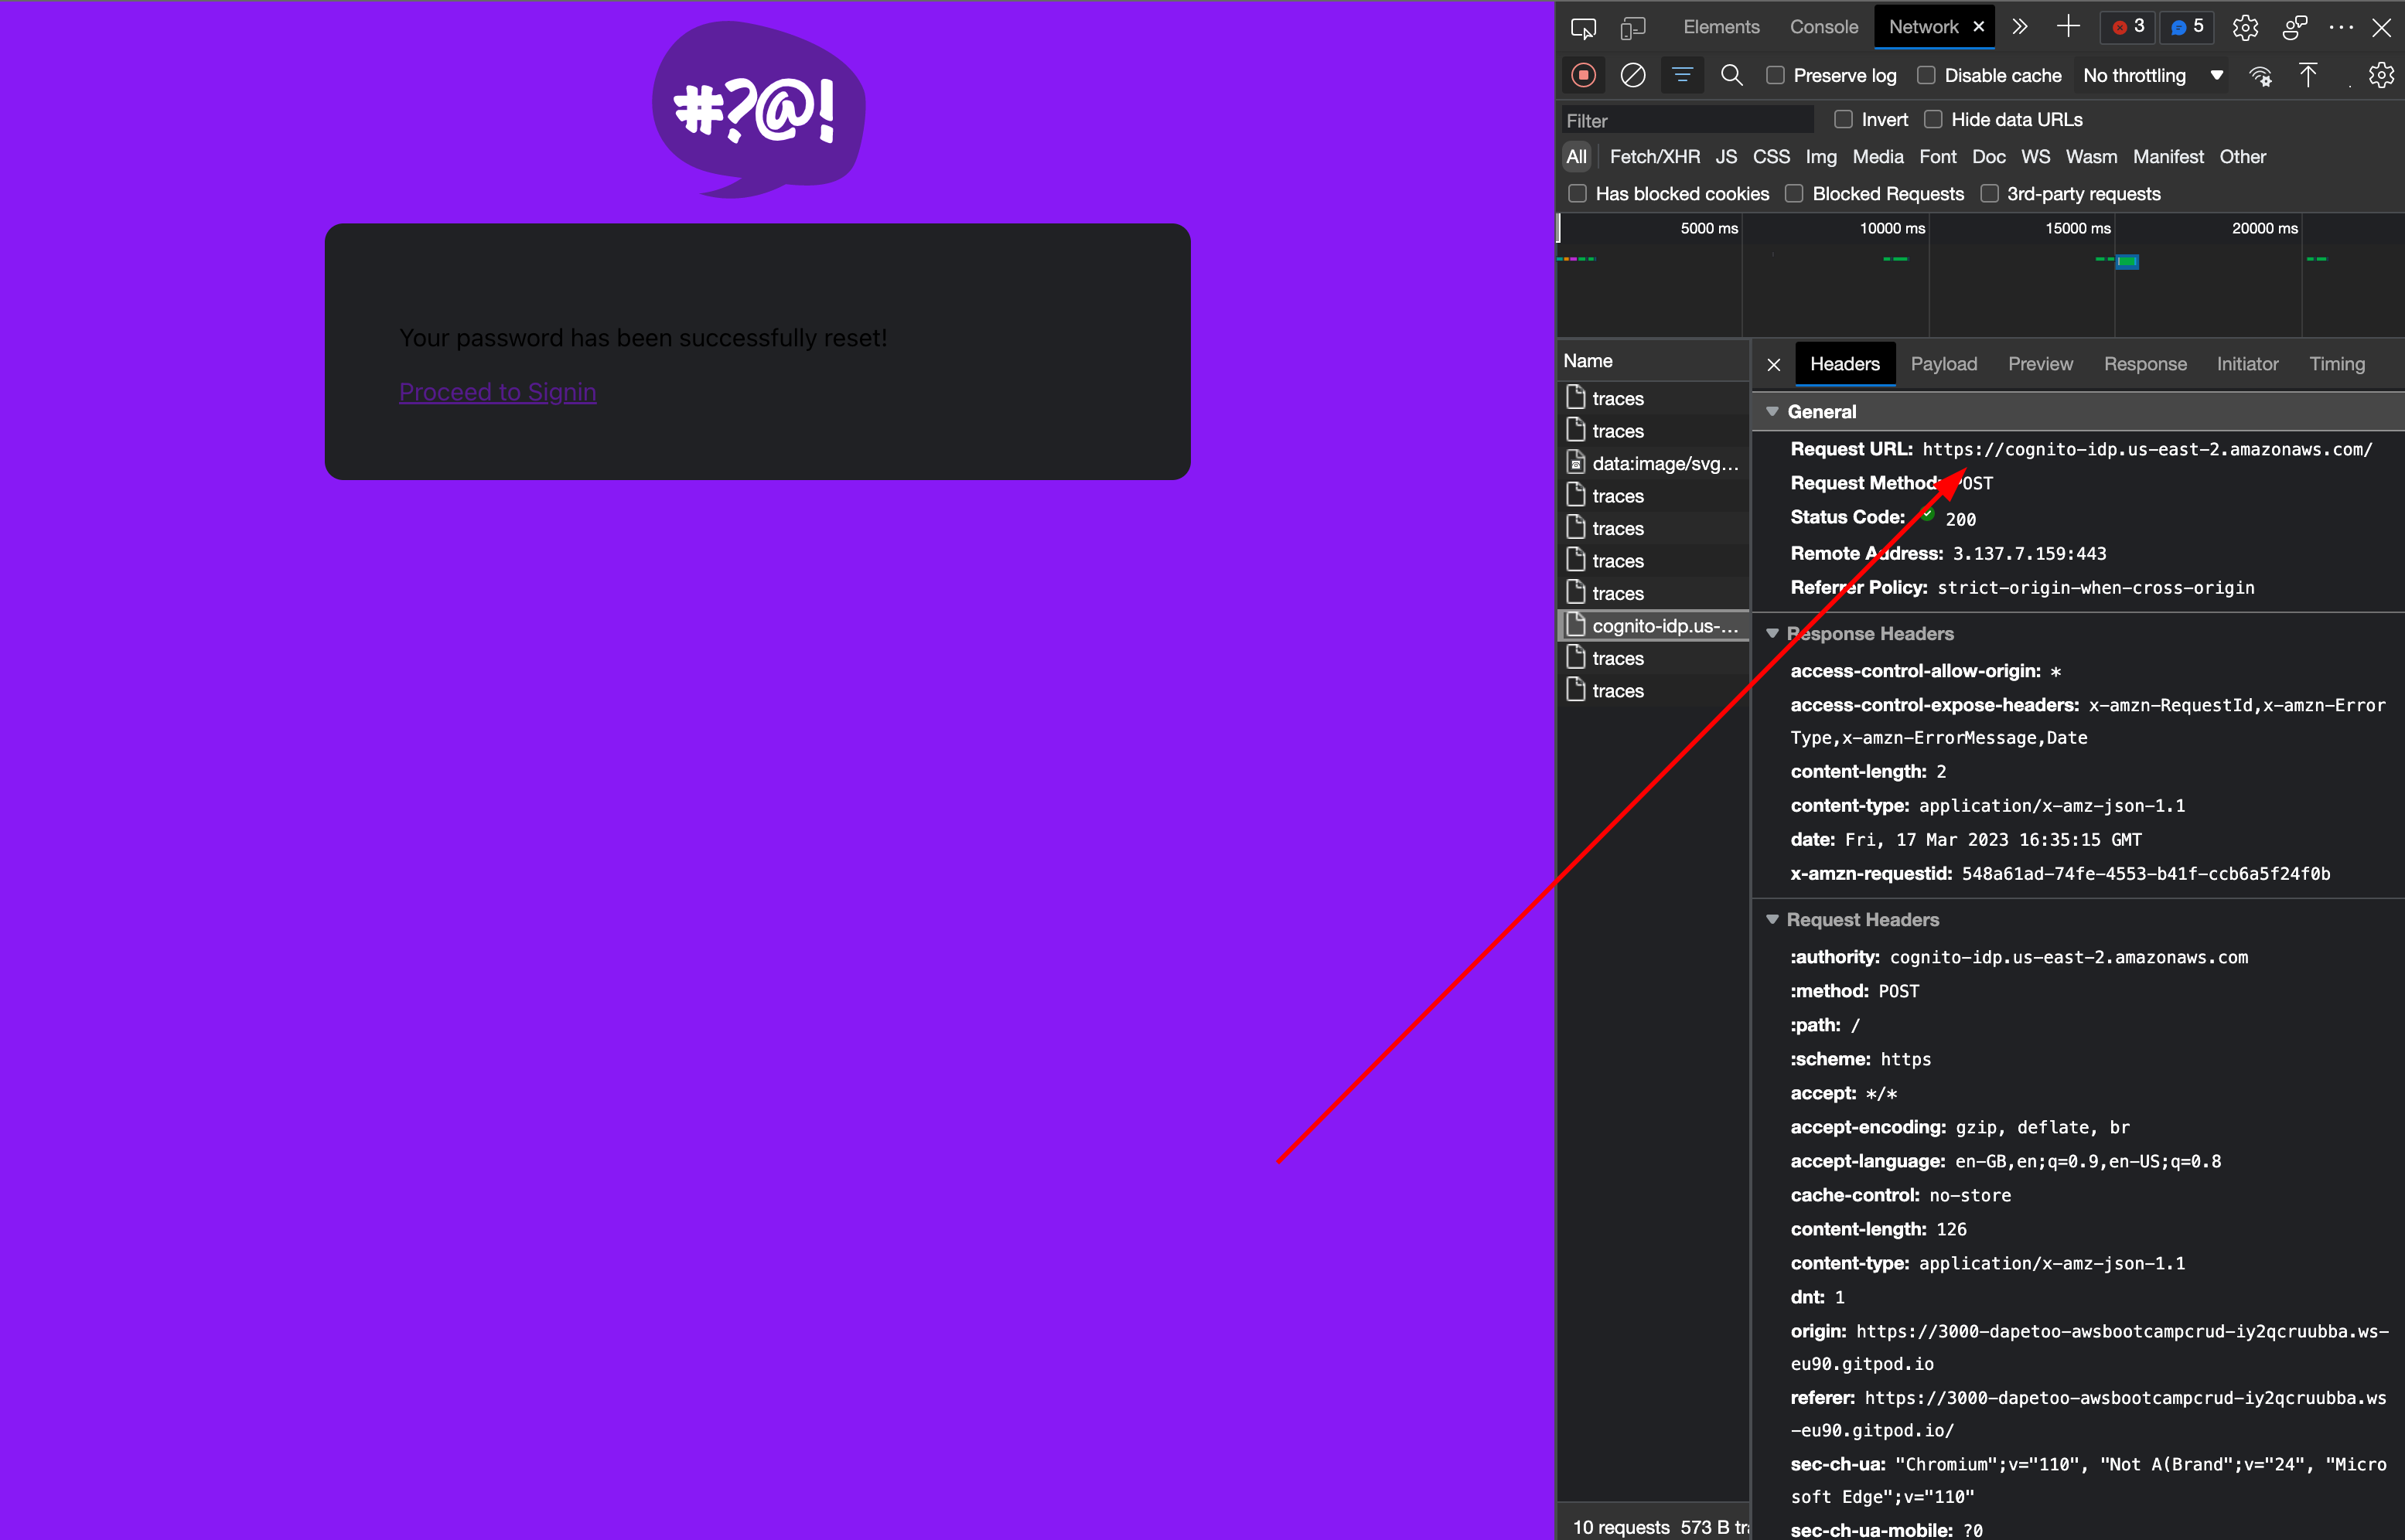 #?@!
Your password has been successfully reset!
Proceed to Signin
Elements Console Network 3 5
Preserve log Disable cache No throttling
Filter Invert Hide data URLs
All Fetch/XHR JS CSS Img Media Font Doc WS Wasm Manifest Other
Has blocked cookies Blocked Requests 3rd-party requests
5000 ms 10000 ms 15000 ms 20000 ms
Name
traces
traces
data:image/svg...
traces
traces
traces
traces
cognito-idp.us-...
traces
traces
10 requests 573 B
Headers Payload Preview Response Initiator Timing
General
Request URL: https://cognito-idp.us-east-2.amazonaws.com/
Request Method: POST
Status Code: 200
Remote Address: 3.137.7.159:443
Referrer Policy: strict-origin-when-cross-origin
Response Headers
access-control-allow-origin: *
access-control-expose-headers: x-amzn-RequestId,x-amzn-Error
Type,x-amzn-ErrorMessage,Date
content-length: 2
content-type: application/x-amz-json-1.1
date: Fri, 17 Mar 2023 16:35:15 GMT
x-amzn-requestid: 548a61ad-74fe-4553-b41f-ccb6a5f24f0b
Request Headers
:authority: cognito-idp.us-east-2.amazonaws.com
:method: POST
:path: /
:scheme: https
accept: */*
accept-encoding: gzip, deflate, br
accept-language: en-GB,en;q=0.9,en-US;q=0.8
cache-control: no-store
content-length: 126
content-type: application/x-amz-json-1.1
dnt: 1
origin: https://3000-dapetoo-awsbootcampcrud-iy2qcruubba.ws-
eu90.gitpod.io
referer: https://3000-dapetoo-awsbootcampcrud-iy2qcruubba.ws
-eu90.gitpod.io/
sec-ch-ua: "Chromium";v="110", "Not A(Brand";v="24", "Micro
soft Edge";v="110"
sec-ch-ua-mobile: ?0